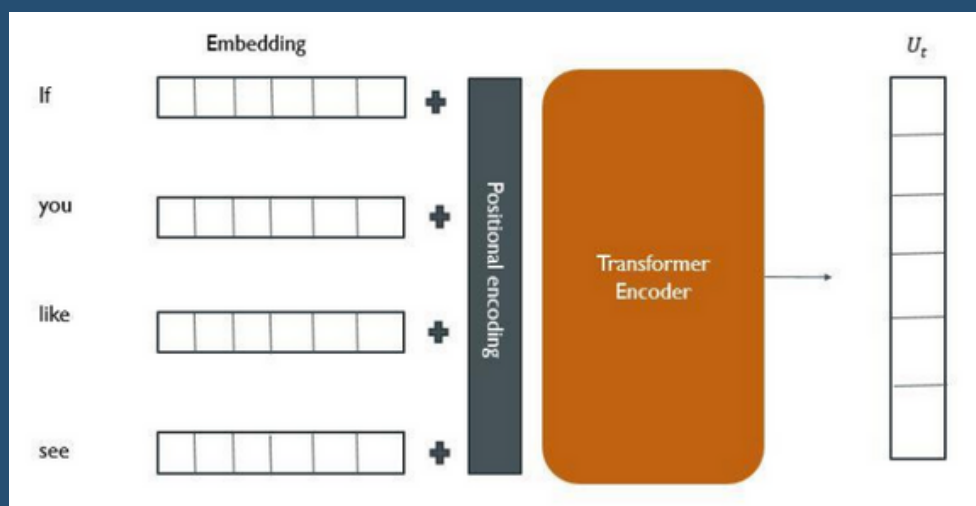 Embedding
U_t
If
you
like
see
Positional encoding
Transformer
Encoder